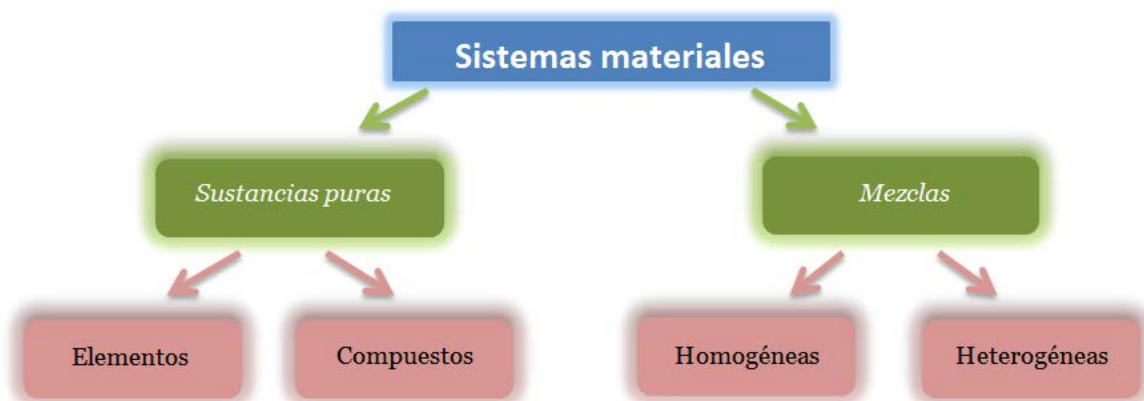 Sistemas materiales
Sustancias puras
Mezclas
Elementos
Compuestos
Homogéneas
Heterogéneas